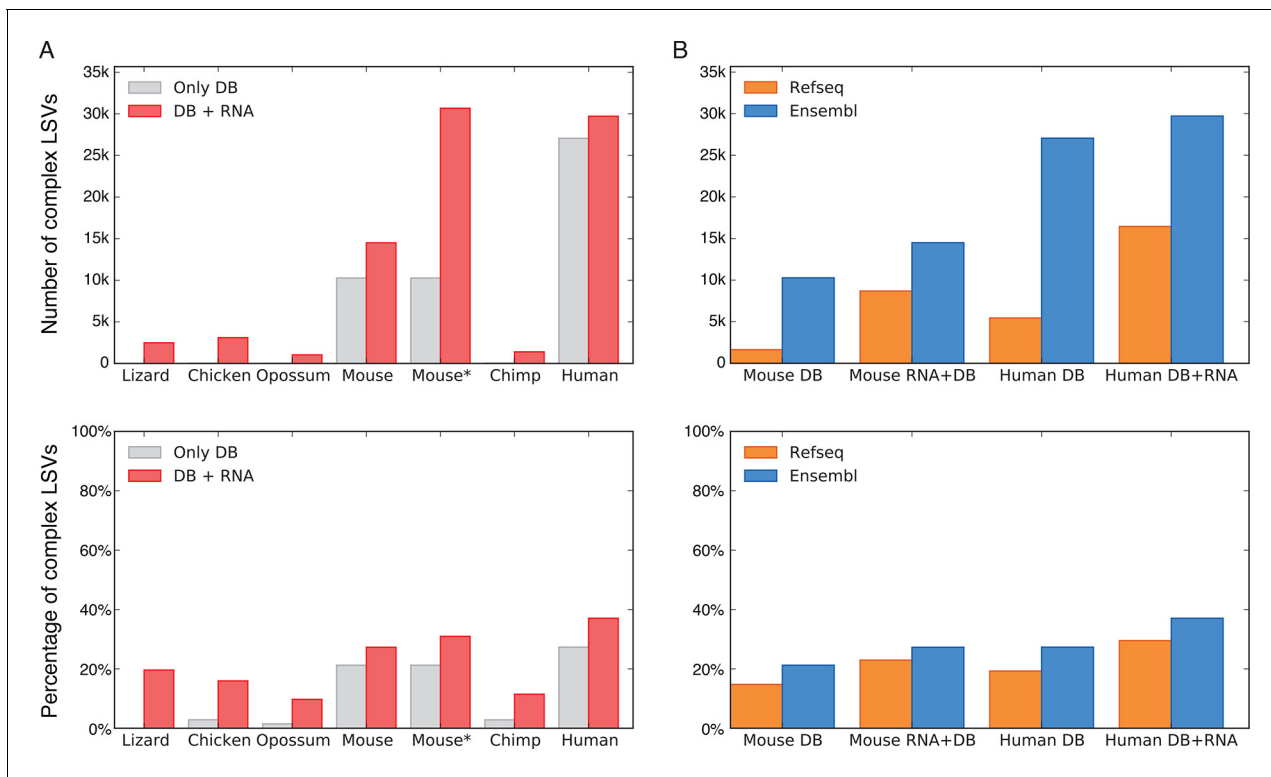 A
Number of complex LSVs
35k
30k
25k
20k
15k
10k
5k
0
Only DB
DB + RNA
Lizard Chicken Opossum Mouse Mouse* Chimp Human
B
35k
30k
25k
20k
15k
10k
5k
0
Refseq
Ensembl
Mouse DB Mouse RNA+DB Human DB Human DB+RNA
Percentage of complex LSVs
100%
80%
60%
40%
20%
0%
Only DB
DB + RNA
Lizard Chicken Opossum Mouse Mouse* Chimp Human
100%
80%
60%
40%
20%
0%
Refseq
Ensembl
Mouse DB Mouse RNA+DB Human DB Human DB+RNA